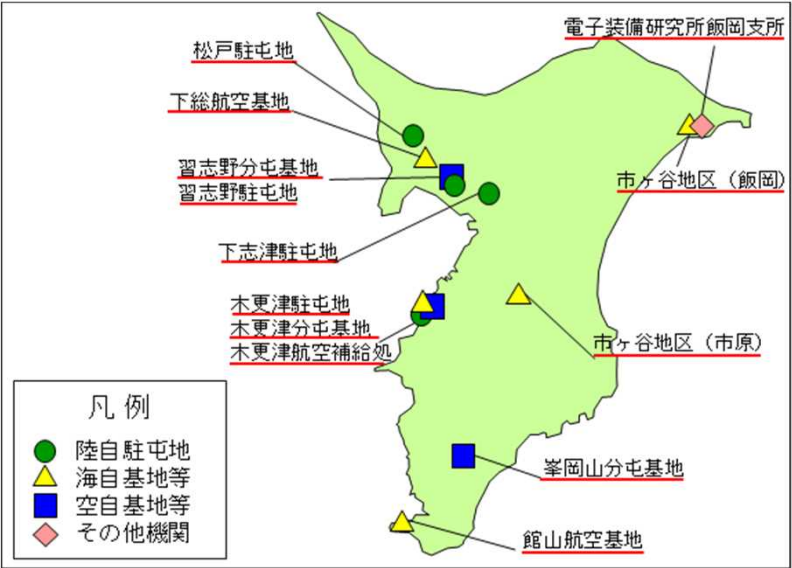 電子装備研究所飯岡支所
松戸駐屯地
下総航空基地
習志野分屯基地
習志野駐屯地
市ヶ谷地区（飯岡）
下志津駐屯地
木更津駐屯地
木更津分屯基地
木更津航空補給処
市ヶ谷地区（市原）
峯岡山分屯基地
館山航空基地
凡例
陸自駐屯地
海自基地等
空自基地等
その他機関